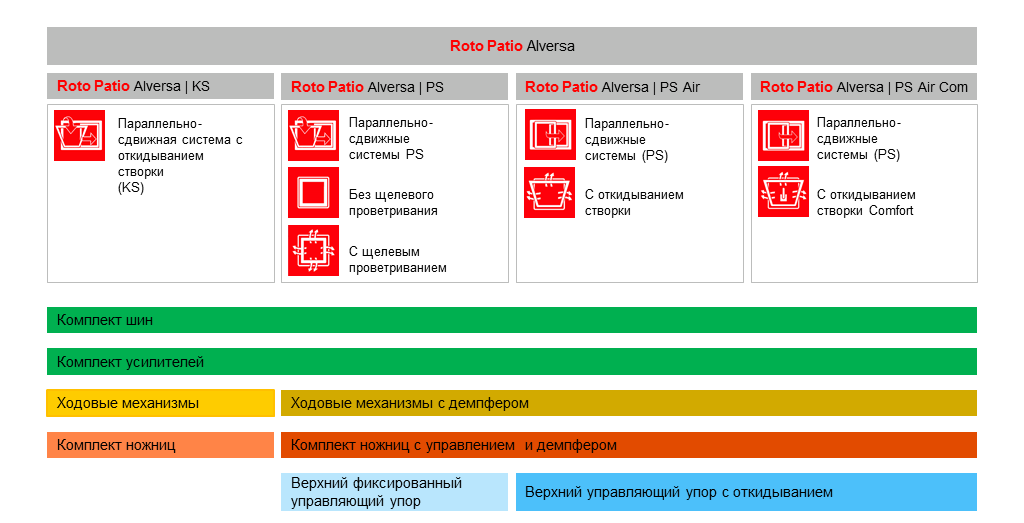 Roto Patio Alversa
Roto Patio Alversa | KS
Roto Patio Alversa | PS
Roto Patio Alversa | PS Air
Roto Patio Alversa | PS Air Com
Параллельно-
сдвижная система с
откидыванием
створки
(KS)
Параллельно-
сдвижные
системы PS
Без щелевого
проветривания
С щелевым
проветриванием
Параллельно-
сдвижные
системы (PS)
С откидыванием
створки
Параллельно-
сдвижные
системы (PS)
С откидыванием
створки Comfort
Комплект шин
Комплект усилителей
Ходовые механизмы
Ходовые механизмы с демпфером
Комплект ножниц
Комплект ножниц с управлением и демпфером
Верхний фиксированный
управляющий упор
Верхний управляющий упор с откидыванием